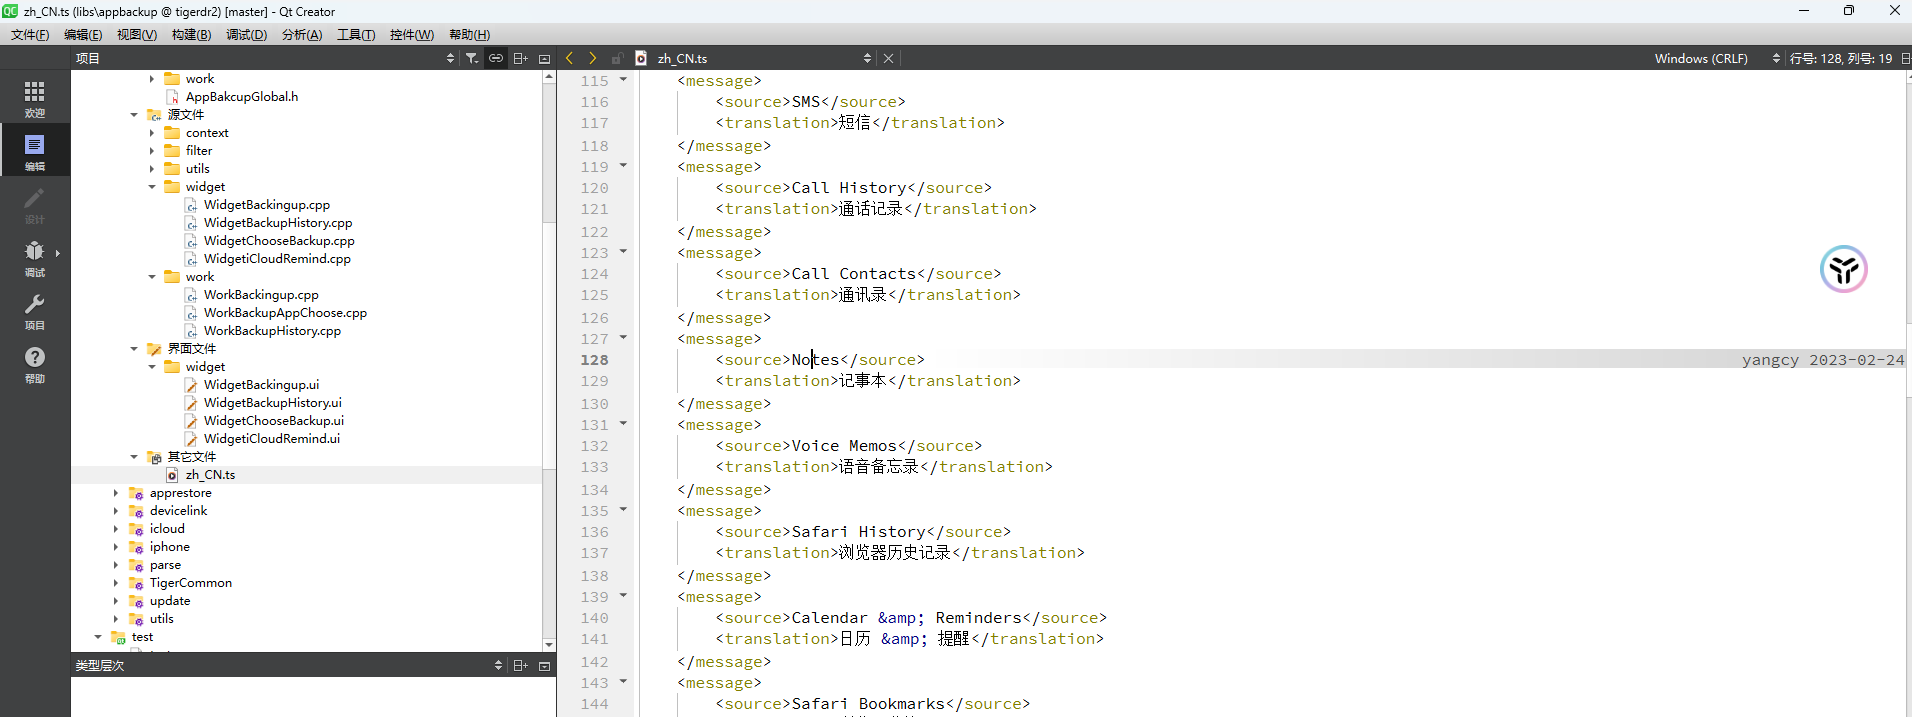 zh_CN.ts (libs\appbackup @ tigerdr2) [master] - Qt Creator
文件(F) 编辑(E) 视图(V) 构建(B) 调试(D) 分析(A) 工具(T) 控件(W) 帮助(H)
项目
zh_CN.ts
Windows (CRLF)
行号: 128, 列号: 19
欢迎
编辑
设计
调试
项目
帮助
work
AppBakcupGlobal.h
源文件
context
filter
utils
widget
WidgetBackingup.cpp
WidgetBackupHistory.cpp
WidgetChooseBackup.cpp
WidgetiCloudRemind.cpp
work
WorkBackingup.cpp
WorkBackupAppChoose.cpp
WorkBackupHistory.cpp
界面文件
widget
WidgetBackingup.ui
WidgetBackupHistory.ui
WidgetChooseBackup.ui
WidgetiCloudRemind.ui
其它文件
zh_CN.ts
apprestore
devicelink
icloud
iphone
parse
TigerCommon
update
utils
test
类型层次
115 <message>
116 <source>SMS</source>
117 <translation>短信</translation>
118 </message>
119 <message>
120 <source>Call History</source>
121 <translation>通话记录</translation>
122 </message>
123 <message>
124 <source>Call Contacts</source>
125 <translation>通讯录</translation>
126 </message>
127 <message>
128 <source>Notes</source> yangcy 2023-02-24
129 <translation>记事本</translation>
130 </message>
131 <message>
132 <source>Voice Memos</source>
133 <translation>语音备忘录</translation>
134 </message>
135 <message>
136 <source>Safari History</source>
137 <translation>浏览器历史记录</translation>
138 </message>
139 <message>
140 <source>Calendar &amp; Reminders</source>
141 <translation>日历 &amp; 提醒</translation>
142 </message>
143 <message>
144 <source>Safari Bookmarks</source>